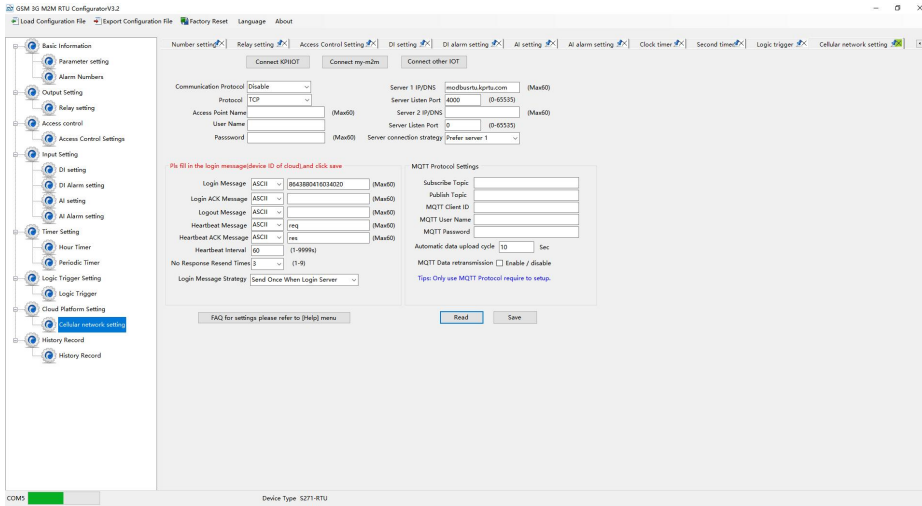 GSM 3G M2M RTU ConfiguratorV3.2
Load Configuration File Export Configuration File Factory Reset Language About
Basic Information
Parameter setting
Alarm Numbers
Output Setting
Relay setting
Access control
Access Control Settings
Input Setting
DI setting
DI Alarm setting
AI setting
AI Alarm setting
Timer Setting
Hour Timer
Periodic Timer
Logic Trigger Setting
Logic Trigger
Cloud Platform Setting
Cellular network setting
History Record
History Record
Number setting Relay setting Access Control Setting DI setting DI alarm setting AI setting AI alarm setting Clock timer Second timer Logic trigger Cellular network setting
Connect KPIIOT Connect my-m2m Connect other IOT
Communication Protocol Disable Server 1 IP/DNS modbusrtu.kprtu.com (Max60)
Protocol TCP Server Listen Port 4000 (0-65535)
Access Point Name (Max60) Server 2 IP/DNS (Max60)
User Name Server Listen Port 0 (0-65535)
Passsword (Max60) Server connection strategy Prefer server 1
Pls fill in the login message(device ID of cloud),and click save
Login Message ASCII 8643880416034020 (Max60)
Login ACK Message ASCII (Max60)
Logout Message ASCII (Max60)
Heartbeat Message ASCII req (Max60)
Heartbeat ACK Message ASCII res (Max60)
Heartbeat Interval 60 (1-9999s)
No Response Resend Times 3 (1-9)
Login Message Strategy Send Once When Login Server
MQTT Protocol Settings
Subscribe Topic
Publish Topic
MQTT Client ID
MQTT User Name
MQTT Password
Automatic data upload cycle 10 Sec
MQTT Data retransmission Enable / disable
Tips: Only use MQTT Protocol require to setup.
FAQ for settings please refer to [Help] menu Read Save
COM5 Device Type S271-RTU